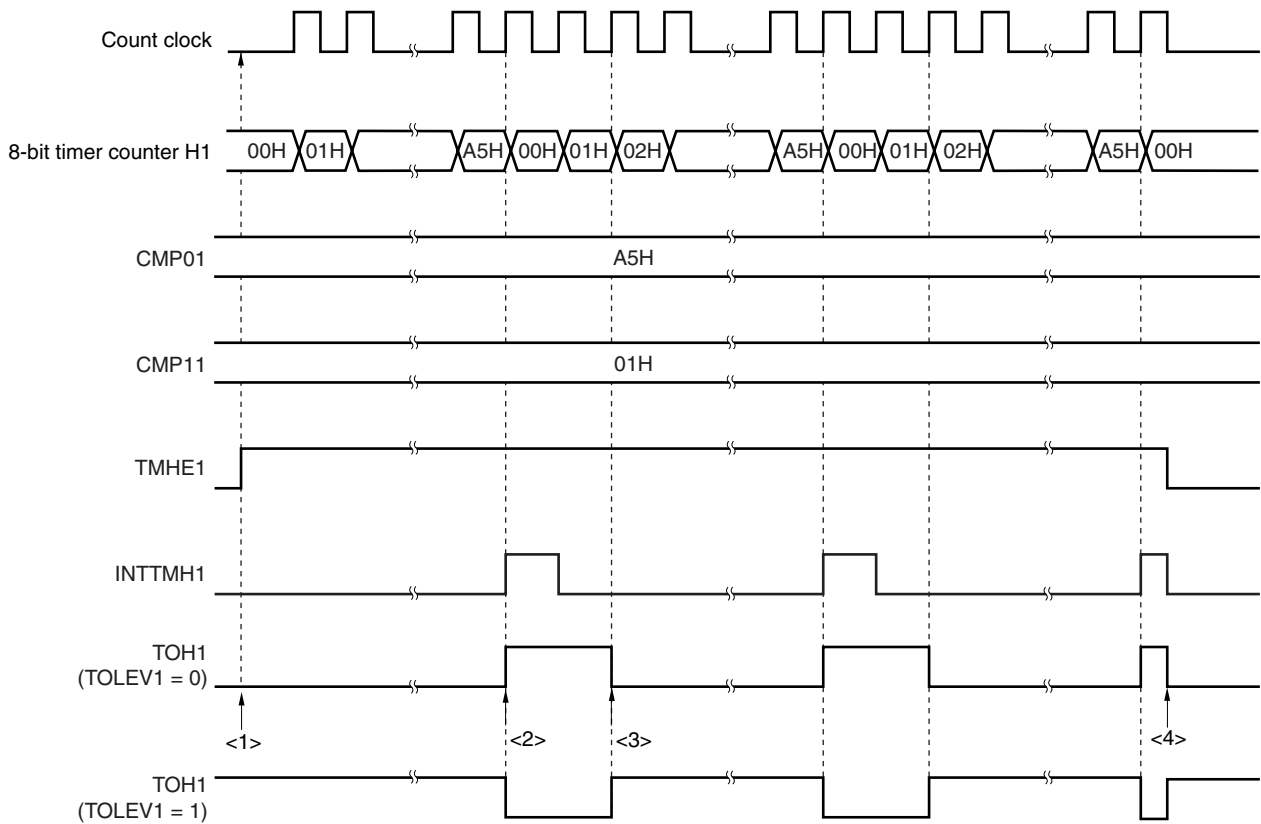 Count clock
8-bit timer counter H1
00H 01H A5H 00H 01H 02H A5H 00H 01H 02H A5H 00H
CMP01
A5H
CMP11
01H
TMHE1
INTTMH1
TOH1
(TOLEV1 = 0)
<1> <2> <3> <4>
TOH1
(TOLEV1 = 1)